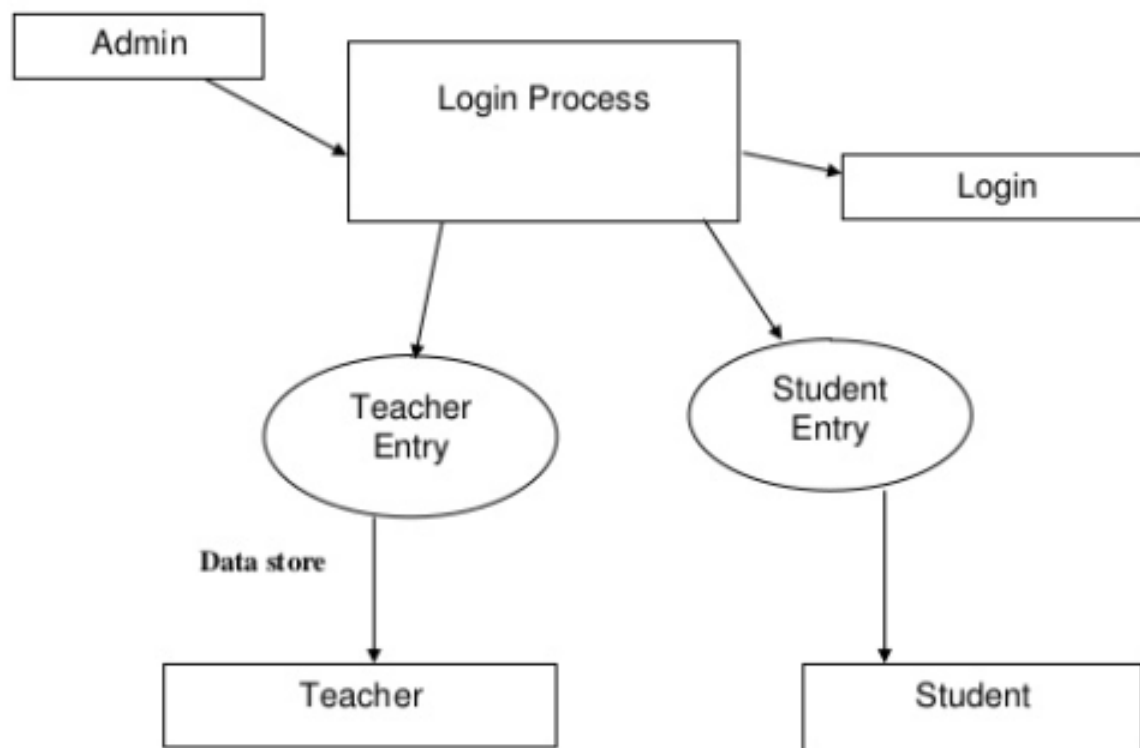 Admin
Login Process
Login
Teacher
Entry
Student
Entry
Data store
Teacher
Student